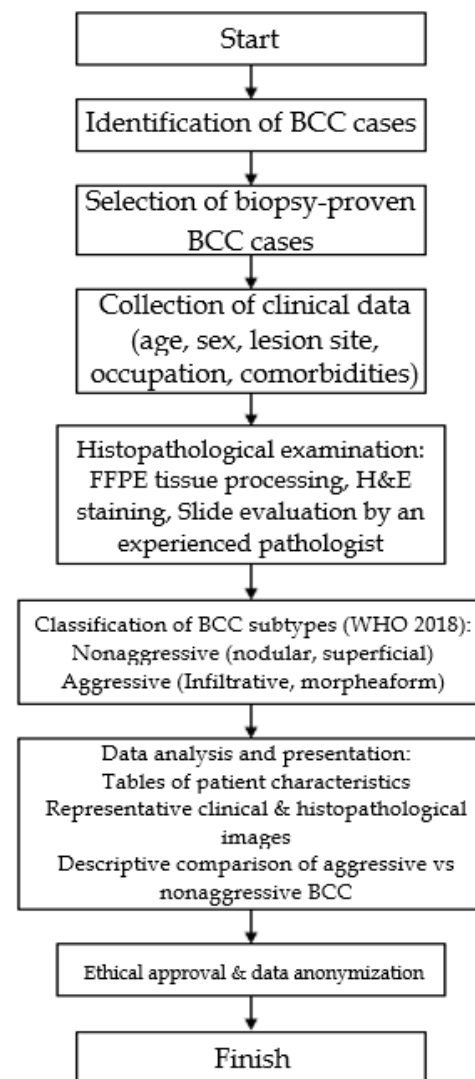 Start
Identification of BCC cases
Selection of biopsy-proven
BCC cases
Collection of clinical data
(age, sex, lesion site,
occupation, comorbidities)
Histopathological examination:
FFPE tissue processing, H&E
staining, Slide evaluation by an
experienced pathologist
Classification of BCC subtypes (WHO 2018):
Nonaggressive (nodular, superficial)
Aggressive (Infiltrative, morpheaform)
Data analysis and presentation:
Tables of patient characteristics
Representative clinical & histopathological
images
Descriptive comparison of aggressive vs
nonaggressive BCC
Ethical approval & data anonymization
Finish